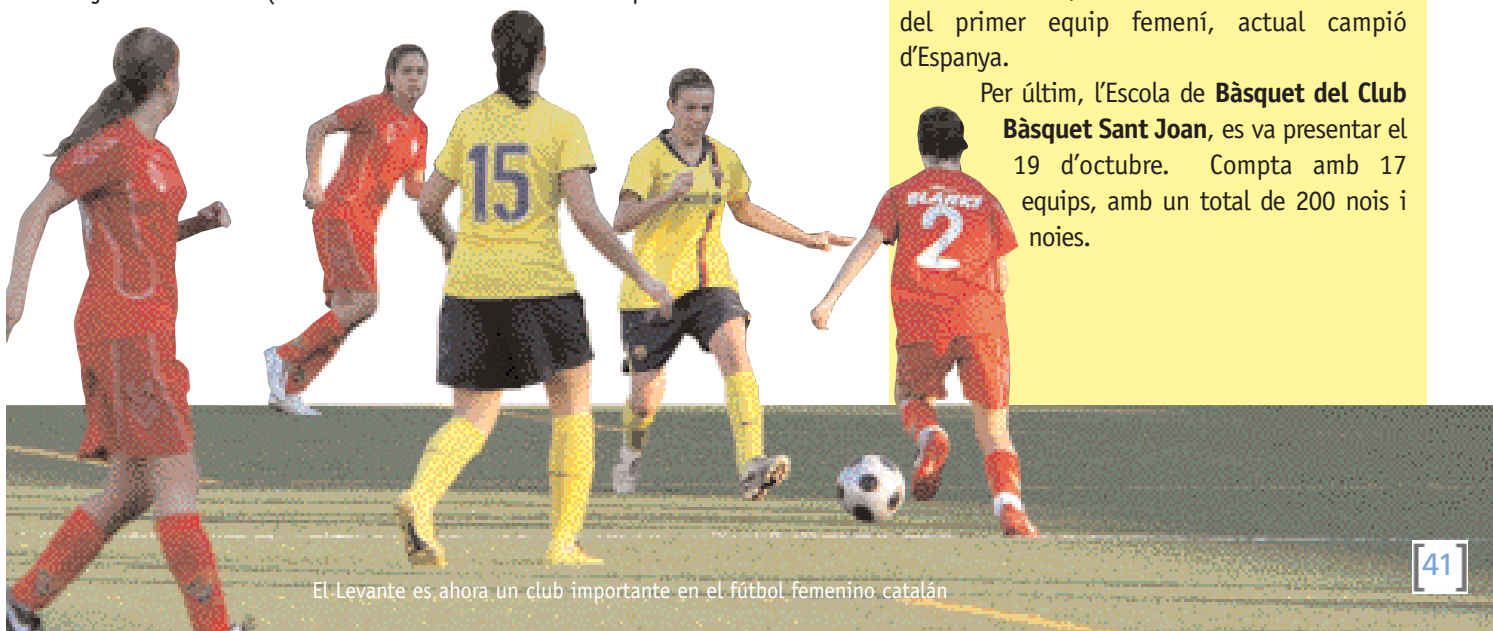 del primer equip femení, actual campió
d'Espanya.
Per últim, l'Escola de Bàsquet del Club
Bàsquet Sant Joan, es va presentar el
19 d'octubre. Compta amb 17
equips, amb un total de 200 nois i
noies.
15
2
El Levante es ahora un club importante en el fútbol femenino catalán
[41]